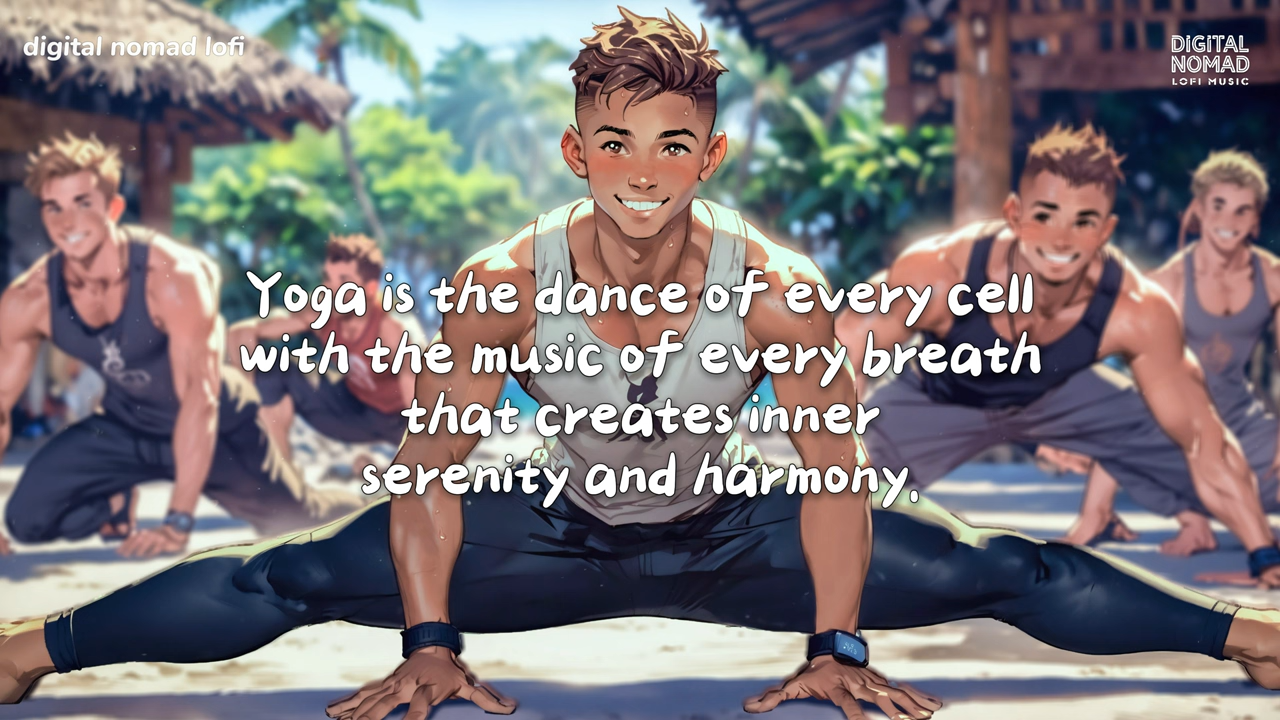 digital nomad lofi
DIGITAL
NOMAD
LOFI MUSIC
Yoga is the dance of every cell
with the music of every breath
that creates inner
serenity and harmony.